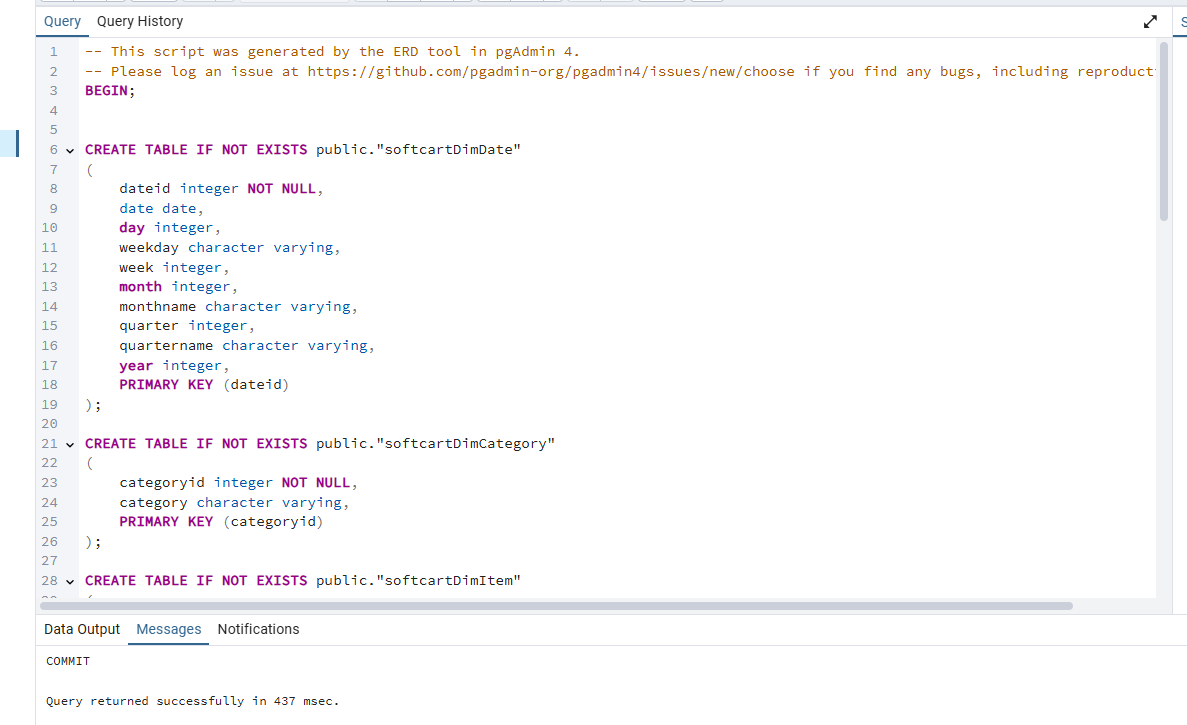 Query Query History
1 -- This script was generated by the ERD tool in pgAdmin 4.
2 -- Please log an issue at https://github.com/pgadmin-org/pgadmin4/issues/new/choose if you find any bugs, including
3 BEGIN;
4
5
6 CREATE TABLE IF NOT EXISTS public."softcartDimDate"
7 (
8 dateid integer NOT NULL,
9 date date,
10 day integer,
11 weekday character varying,
12 week integer,
13 month integer,
14 monthname character varying,
15 quarter integer,
16 quartername character varying,
17 year integer,
18 PRIMARY KEY (dateid)
19 );
20
21 CREATE TABLE IF NOT EXISTS public."softcartDimCategory"
22 (
23 categoryid integer NOT NULL,
24 category character varying,
25 PRIMARY KEY (categoryid)
26 );
27
28 CREATE TABLE IF NOT EXISTS public."softcartDimItem"
Data Output Messages Notifications
COMMIT
Query returned successfully in 437 msec.